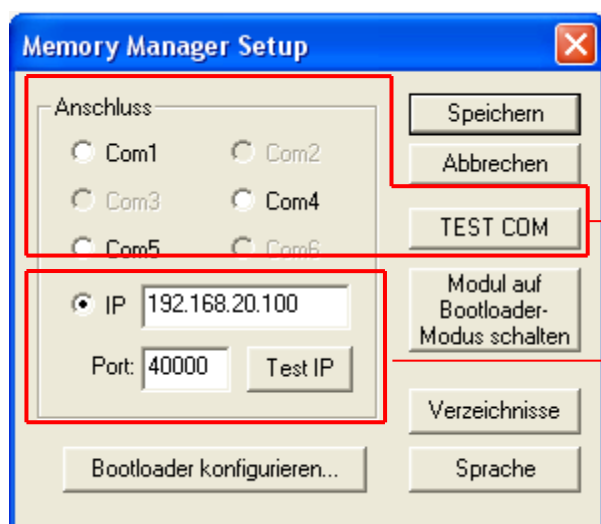 Memory Manager Setup
Anschluss
Com1
Com2
Com3
Com4
Com5
Com6
IP 192.168.20.100
Port: 40000 Test IP
Bootloader konfigurieren...
Speichern
Abbrechen
TEST COM
Modul auf
Bootloader-
Modus schalten
Verzeichnisse
Sprache